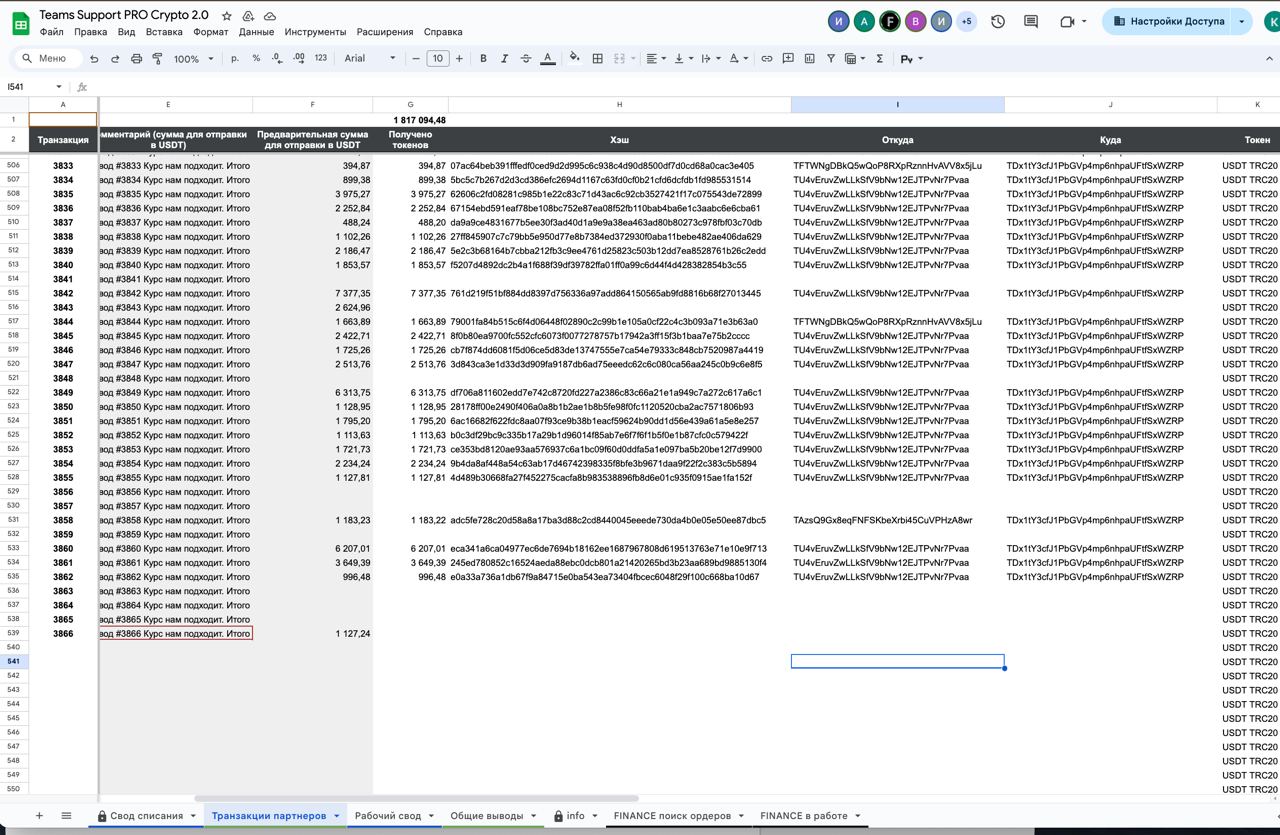 Teams Support PRO Crypto 2.0
Файл Правка Вид Вставка Формат Данные Инструменты Расширения Справка
И А F В И +5 Настройки Доступа К
Меню 100% р. % .0 .00 123 Arial 10 B I A
I541 fx
A E F G H I J K
1 1 817 094,48
2 Транзакция мментарий (сумма для отправки в USDT) Предварительная сумма для отправки в USDT Получено токенов Хэш Откуда Куда Токен
506 3833 вод #3833 Курс нам подходит. Итого 394,87 394,87 07ac64beb391fffedf0ced9d2d995c6c938c4d90d8500df7d0cd68a0cac3e405 TFTWNgDBkQ5wQoP8RXpRznnHvAVV8x5jLu TDx1tY3cfJ1PbGVp4mp6nhpaUFtfSxWZRP USDT TRC20
507 3834 вод #3834 Курс нам подходит. Итого 899,38 899,38 5bc5c7b267d2d3cd386efc2694d1167c63fd0cf0b21cfd6dcfdb1fd985531514 TU4vEruvZwLLkSfV9bNw12EJTPvNr7Pvaa TDx1tY3cfJ1PbGVp4mp6nhpaUFtfSxWZRP USDT TRC20
508 3835 вод #3835 Курс нам подходит. Итого 3 975,27 3 975,27 62606c2fd08281c985b1e22c83c71d43ac6c92cb3527421f17c075543de72899 TU4vEruvZwLLkSfV9bNw12EJTPvNr7Pvaa TDx1tY3cfJ1PbGVp4mp6nhpaUFtfSxWZRP USDT TRC20
509 3836 вод #3836 Курс нам подходит. Итого 2 252,84 2 252,84 67154ebd591eaf78be108bc752e87ea08f52fb110bab4ba6e1c3aabc6e6cba61 TU4vEruvZwLLkSfV9bNw12EJTPvNr7Pvaa TDx1tY3cfJ1PbGVp4mp6nhpaUFtfSxWZRP USDT TRC20
510 3837 вод #3837 Курс нам подходит. Итого 488,24 488,20 da9a9ce4831677b5ee30f3ad40d1a9e9a38ea463ad80b80273c978fbf03c70db TU4vEruvZwLLkSfV9bNw12EJTPvNr7Pvaa TDx1tY3cfJ1PbGVp4mp6nhpaUFtfSxWZRP USDT TRC20
511 3838 вод #3838 Курс нам подходит. Итого 1 102,26 1 102,26 27ff845907c7c79bb5e950d77e8b7384ed372930f0aba11bebe482ae406da629 TU4vEruvZwLLkSfV9bNw12EJTPvNr7Pvaa TDx1tY3cfJ1PbGVp4mp6nhpaUFtfSxWZRP USDT TRC20
512 3839 вод #3839 Курс нам подходит. Итого 2 186,47 2 186,47 5e2c3b68164b7cbba212fb3c9ee4761d25823c503b12dd7ea8528761b26c2edd TU4vEruvZwLLkSfV9bNw12EJTPvNr7Pvaa TDx1tY3cfJ1PbGVp4mp6nhpaUFtfSxWZRP USDT TRC20
513 3840 вод #3840 Курс нам подходит. Итого 1 853,57 1 853,57 f5207d4892dc2b4a1f688f39df39782ffa01ff0a99c6d44f4d428382854b3c55 TU4vEruvZwLLkSfV9bNw12EJTPvNr7Pvaa TDx1tY3cfJ1PbGVp4mp6nhpaUFtfSxWZRP USDT TRC20
514 3841 вод #3841 Курс нам подходит. Итого USDT TRC20
515 3842 вод #3842 Курс нам подходит. Итого 7 377,35 7 377,35 761d219f51bf884dd8397d756336a97add864150565ab9fd8816b68f27013445 TU4vEruvZwLLkSfV9bNw12EJTPvNr7Pvaa TDx1tY3cfJ1PbGVp4mp6nhpaUFtfSxWZRP USDT TRC20
516 3843 вод #3843 Курс нам подходит. Итого 2 624,96 USDT TRC20
517 3844 вод #3844 Курс нам подходит. Итого 1 663,89 1 663,89 79001fa84b515c6f4d06448f02890c2c99b1e105a0cf22c4c3b093a71e3b63a0 TFTWNgDBkQ5wQoP8RXpRznnHvAVV8x5jLu TDx1tY3cfJ1PbGVp4mp6nhpaUFtfSxWZRP USDT TRC20
518 3845 вод #3845 Курс нам подходит. Итого 2 422,71 2 422,71 8f0b80ea9700fc552cfc6073f0077278757b17942a3ff15f3b1baa7e75b2cccc TU4vEruvZwLLkSfV9bNw12EJTPvNr7Pvaa TDx1tY3cfJ1PbGVp4mp6nhpaUFtfSxWZRP USDT TRC20
519 3846 вод #3846 Курс нам подходит. Итого 1 725,26 1 725,26 cb7f874dd6081f5d06ce5d83de13747555e7ca54e79333c848cb7520987a4419 TU4vEruvZwLLkSfV9bNw12EJTPvNr7Pvaa TDx1tY3cfJ1PbGVp4mp6nhpaUFtfSxWZRP USDT TRC20
520 3847 вод #3847 Курс нам подходит. Итого 2 513,76 2 513,76 3d843ca3e1d33d3d909fa9187db6ad75eeedc62c6c080ca56aa245c0b9c6e8f5 TU4vEruvZwLLkSfV9bNw12EJTPvNr7Pvaa TDx1tY3cfJ1PbGVp4mp6nhpaUFtfSxWZRP USDT TRC20
521 3848 вод #3848 Курс нам подходит. Итого USDT TRC20
522 3849 вод #3849 Курс нам подходит. Итого 6 313,75 6 313,75 df706a811602edd7e742c8720fd227a2386c83c66a21e1a949c7a272c617a6c1 TU4vEruvZwLLkSfV9bNw12EJTPvNr7Pvaa TDx1tY3cfJ1PbGVp4mp6nhpaUFtfSxWZRP USDT TRC20
523 3850 вод #3850 Курс нам подходит. Итого 1 128,95 1 128,95 28178ff00e2490f406a0a8b1b2ae1b8b5fe98f0fc1120520cba2ac7571806b93 TU4vEruvZwLLkSfV9bNw12EJTPvNr7Pvaa TDx1tY3cfJ1PbGVp4mp6nhpaUFtfSxWZRP USDT TRC20
524 3851 вод #3851 Курс нам подходит. Итого 1 795,20 1 795,20 6ac16682f622fdc8aa07f93ce9b38b1eacf59624b90dd1d56e439a61a5e8e257 TU4vEruvZwLLkSfV9bNw12EJTPvNr7Pvaa TDx1tY3cfJ1PbGVp4mp6nhpaUFtfSxWZRP USDT TRC20
525 3852 вод #3852 Курс нам подходит. Итого 1 113,63 1 113,63 b0c3df29bc9c335b17a29b1d96014f85ab7e6f7f6f1b5f0e1b87cfc0c579422f TU4vEruvZwLLkSfV9bNw12EJTPvNr7Pvaa TDx1tY3cfJ1PbGVp4mp6nhpaUFtfSxWZRP USDT TRC20
526 3853 вод #3853 Курс нам подходит. Итого 1 721,73 1 721,73 ce353bd8120ae93aa576937c6a1bc09f60d0ddfa5a1e097ba5b20be12f7d9900 TU4vEruvZwLLkSfV9bNw12EJTPvNr7Pvaa TDx1tY3cfJ1PbGVp4mp6nhpaUFtfSxWZRP USDT TRC20
527 3854 вод #3854 Курс нам подходит. Итого 2 234,24 2 234,24 9b4da8af448a54c63ab17d46742398335f8bfe3b9671daa9f22f2c383c5b5894 TU4vEruvZwLLkSfV9bNw12EJTPvNr7Pvaa TDx1tY3cfJ1PbGVp4mp6nhpaUFtfSxWZRP USDT TRC20
528 3855 вод #3855 Курс нам подходит. Итого 1 127,81 1 127,81 4d489b30668fa27f452275cacfa8b983538896fb8d6e01c935f0915ae1fa152f TU4vEruvZwLLkSfV9bNw12EJTPvNr7Pvaa TDx1tY3cfJ1PbGVp4mp6nhpaUFtfSxWZRP USDT TRC20
529 3856 вод #3856 Курс нам подходит. Итого USDT TRC20
530 3857 вод #3857 Курс нам подходит. Итого USDT TRC20
531 3858 вод #3858 Курс нам подходит. Итого 1 183,23 1 183,22 adc5fe728c20d58a8a17ba3d88c2cd8440045eeede730da4b0e05e50ee87dbc5 TAzsQ9Gx8eqFNFSKbeXrbi45CuVPHzA8wr TDx1tY3cfJ1PbGVp4mp6nhpaUFtfSxWZRP USDT TRC20
532 3859 вод #3859 Курс нам подходит. Итого USDT TRC20
533 3860 вод #3860 Курс нам подходит. Итого 6 207,01 6 207,01 eca341a6ca04977ec6de7694b18162ee1687967808d619513763e71e10e9f713 TU4vEruvZwLLkSfV9bNw12EJTPvNr7Pvaa TDx1tY3cfJ1PbGVp4mp6nhpaUFtfSxWZRP USDT TRC20
534 3861 вод #3861 Курс нам подходит. Итого 3 649,39 3 649,39 245ed780852c16524aeda88ebc0dcb801a21420265bd3b23aa689bd9885130f4 TU4vEruvZwLLkSfV9bNw12EJTPvNr7Pvaa TDx1tY3cfJ1PbGVp4mp6nhpaUFtfSxWZRP USDT TRC20
535 3862 вод #3862 Курс нам подходит. Итого 996,48 996,48 e0a33a736a1db67f9a84715e0ba543ea73404fbcec6048f29f100c668ba10d67 TU4vEruvZwLLkSfV9bNw12EJTPvNr7Pvaa TDx1tY3cfJ1PbGVp4mp6nhpaUFtfSxWZRP USDT TRC20
536 3863 вод #3863 Курс нам подходит. Итого USDT TRC20
537 3864 вод #3864 Курс нам подходит. Итого USDT TRC20
538 3865 вод #3865 Курс нам подходит. Итого USDT TRC20
539 3866 вод #3866 Курс нам подходит. Итого 1 127,24 USDT TRC20
540 USDT TRC20
541 USDT TRC20
542 USDT TRC20
543 USDT TRC20
544 USDT TRC20
545 USDT TRC20
546 USDT TRC20
547 USDT TRC20
548 USDT TRC20
549 USDT TRC20
550 USDT TRC20
Свод списания Транзакции партнеров Рабочий свод Общие выводы info FINANCE поиск ордеров FINANCE в работе